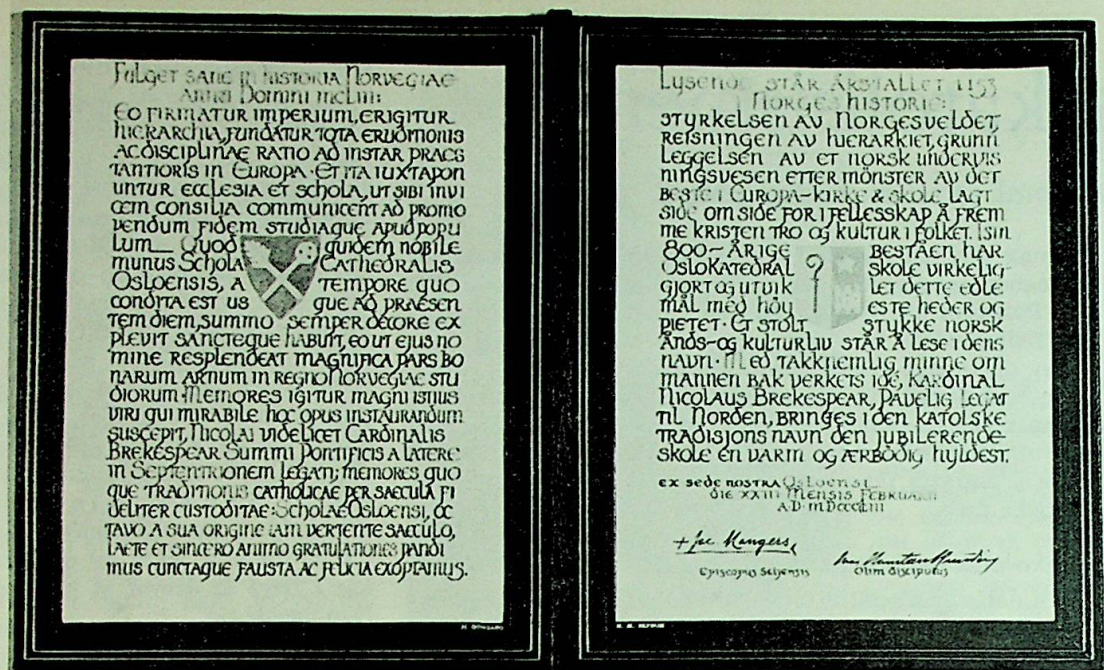 Fulget sane in historia Norvegiae
anni Domini MCLIII:
Eo firmatur imperium, erigitur
hierarchia, fundatur tota eruditionis
ac disciplinae ratio ad instar praes
tantioris in Europa · Et ita iuxtapon
untur ecclesia et schola, ut sibi invi
cem consilia communicent ad promo
vendum fidem studiaque apud popu
lum — Quod quidem nobile
munus Schola Cathedralis
Osloensis, a tempore quo
condita est us que ad praesen
tem diem, summo semper decore ex
plevit sancteque habuit, eo ut ejus no
mine resplendeat magnifica pars bo
narum artium in regno Norvegiae stu
diorum · Memores igitur magni istius
viri qui mirabile hoc opus instaurandum
suscepit, Nicolai videlicet Cardinalis
Brekespear Summi Pontificis a latere
in Septentrionem legati; memores quo
que traditionis catholicae per saecula fi
deliter custoditae: Scholae Osloensi, oc
tavo a sua origine iam vertente saeculo,
laete et sincero animo gratulationes pandi
mus cunctaque fausta ac felicia exoptamus.
Lysende står årstallet 1153
i Norges historie:
styrkelsen av Norgesveldet,
reisningen av hierarkiet, grunn
leggelsen av et norsk undervis
ningsvesen etter mönster av det
beste i Europa – kirke & skole lagt
side om side for i fellesskap å frem
me kristen tro og kultur i folket. I sin
800 – årige beståen har
Oslo Katedral skole virkelig-
gjort og utvik let dette edle
mål med höy este heder og
pietet · Et stolt stykke norsk
ånds- og kulturliv står å lese i dens
navn · Med takknemlig minne om
mannen bak verkets idé, Kardinal
Nicolaus Brekespear, pavelig legat
til Norden, bringes i den katolske
tradisjons navn den jubilerende-
skole en varm og ærbödig hyldest.
ex sede nostra Osloensi
die XXIII mensis Februarii
A.D. MDCCCCLIII
+ Jac Mangers,
Episcopus Seljensis
Olim discipulus